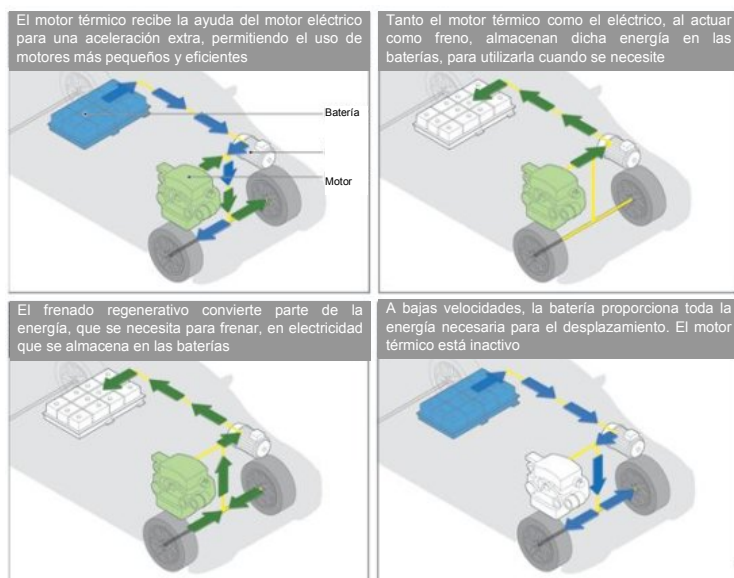 El motor térmico recibe la ayuda del motor eléctrico
para una aceleración extra, permitiendo el uso de
motores más pequeños y eficientes
Batería
Motor
Tanto el motor térmico como el eléctrico, al actuar
como freno, almacenan dicha energía en las
baterías, para utilizarla cuando se necesite
El frenado regenerativo convierte parte de la
energía, que se necesita para frenar, en electricidad
que se almacena en las baterías
A bajas velocidades, la batería proporciona toda la
energía necesaria para el desplazamiento. El motor
térmico está inactivo